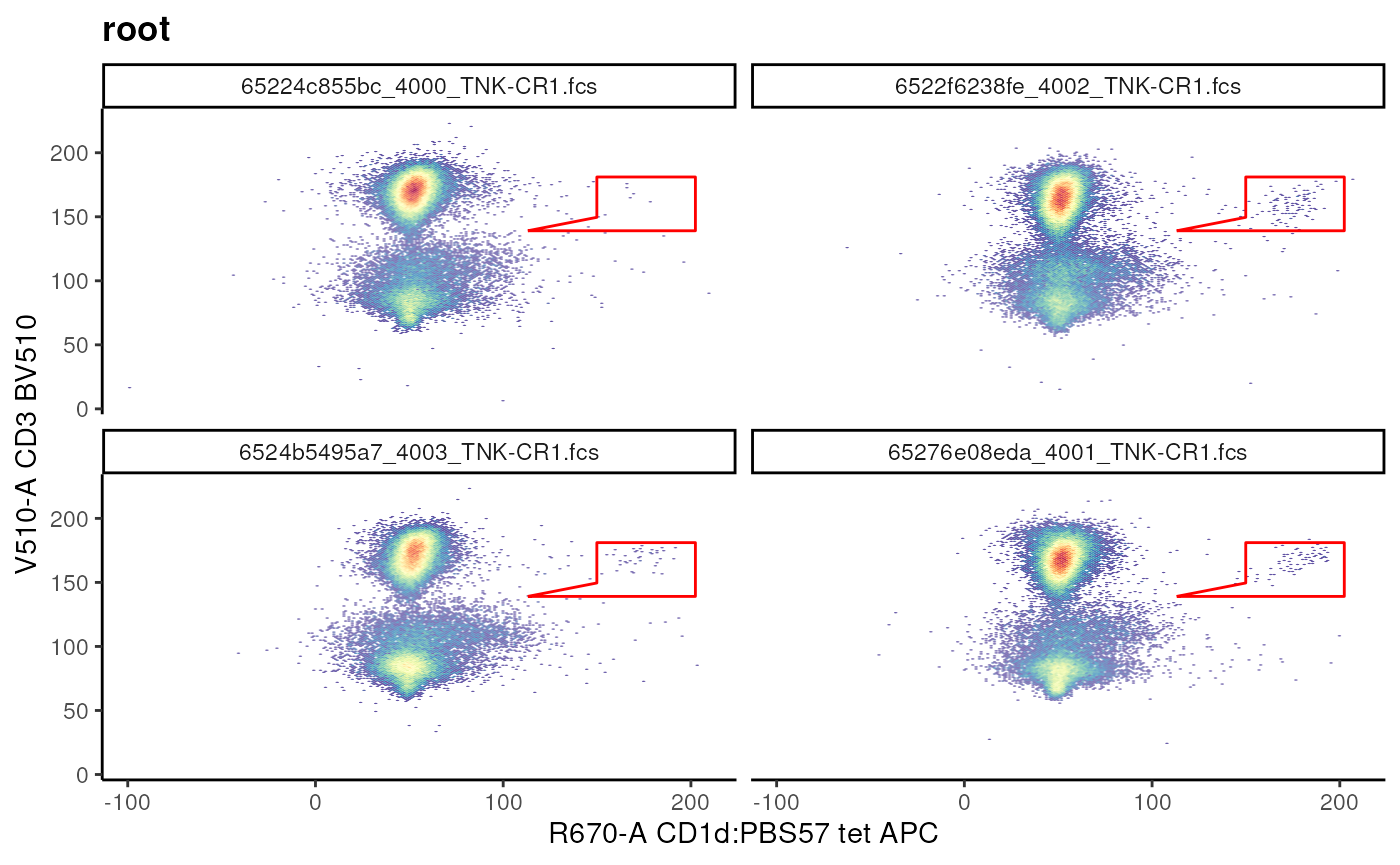 root
65224c855bc_4000_TNK-CR1.fcs
6522f6238fe_4002_TNK-CR1.fcs
200
150
100
50
0
V510-A CD3 BV510
6524b5495a7_4003_TNK-CR1.fcs
65276e08eda_4001_TNK-CR1.fcs
200
150
100
50
0
-100 0 100 200
-100 0 100 200
R670-A CD1d:PBS57 tet APC